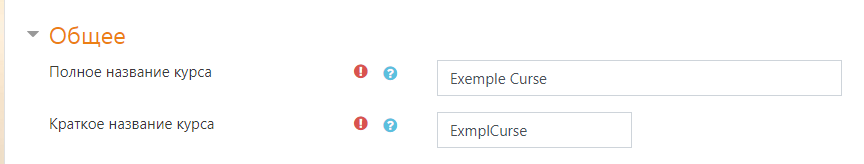 Общее
Полное название курса Exemple Curse
Краткое название курса ExmplCurse